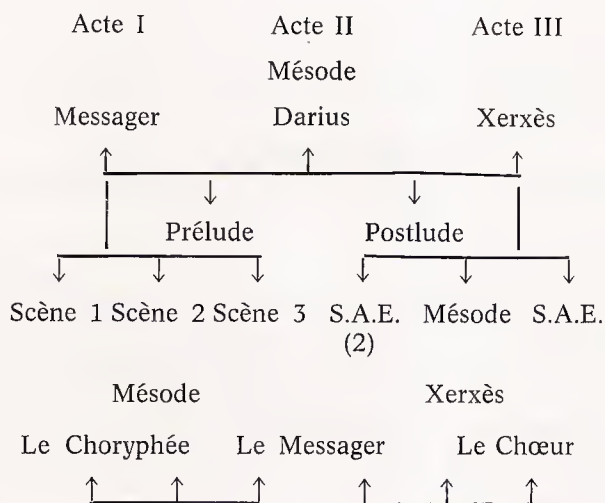 Acte I Acte II Acte III
Mésode
Messager Darius Xerxès
Prélude Postlude
Scène 1 Scène 2 Scène 3 S.A.E. Mésode S.A.E.
(2)
Mésode Xerxès
Le Choryphée Le Messager Le Chœur